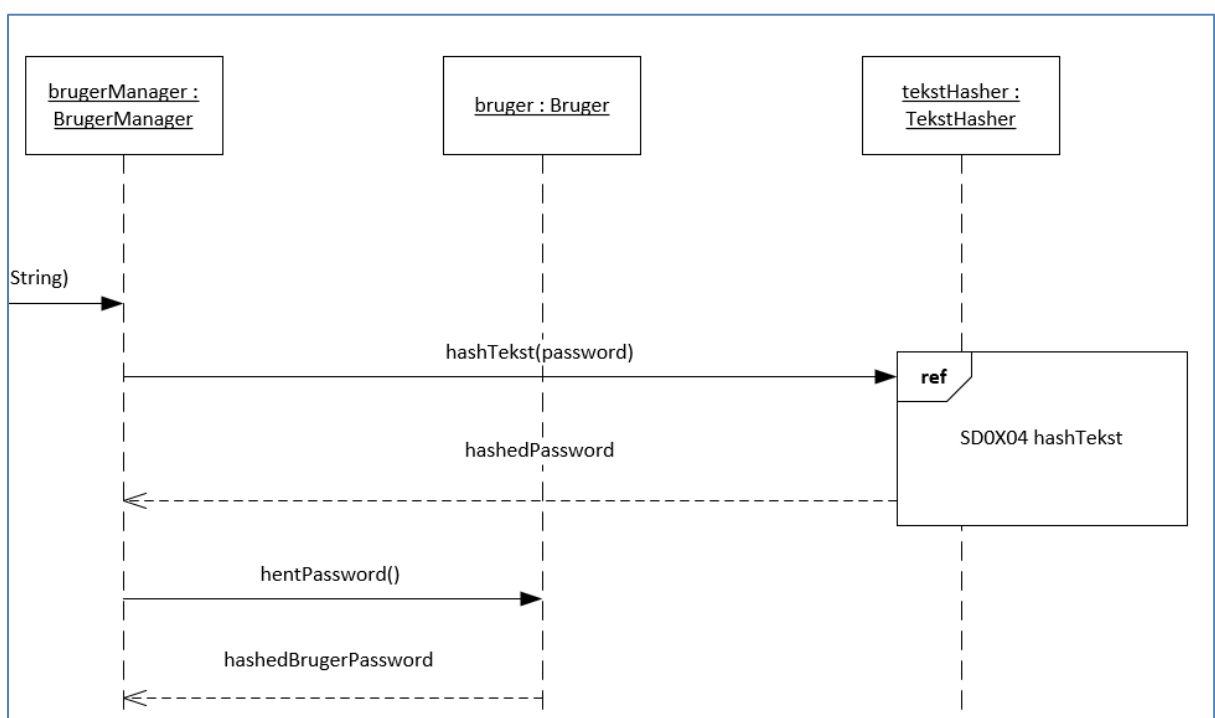 brugerManager :
BrugerManager
bruger : Bruger
tekstHasher :
TekstHasher
String)
hashTekst(password)
ref
SD0X04 hashTekst
hashedPassword
hentPassword()
hashedBrugerPassword